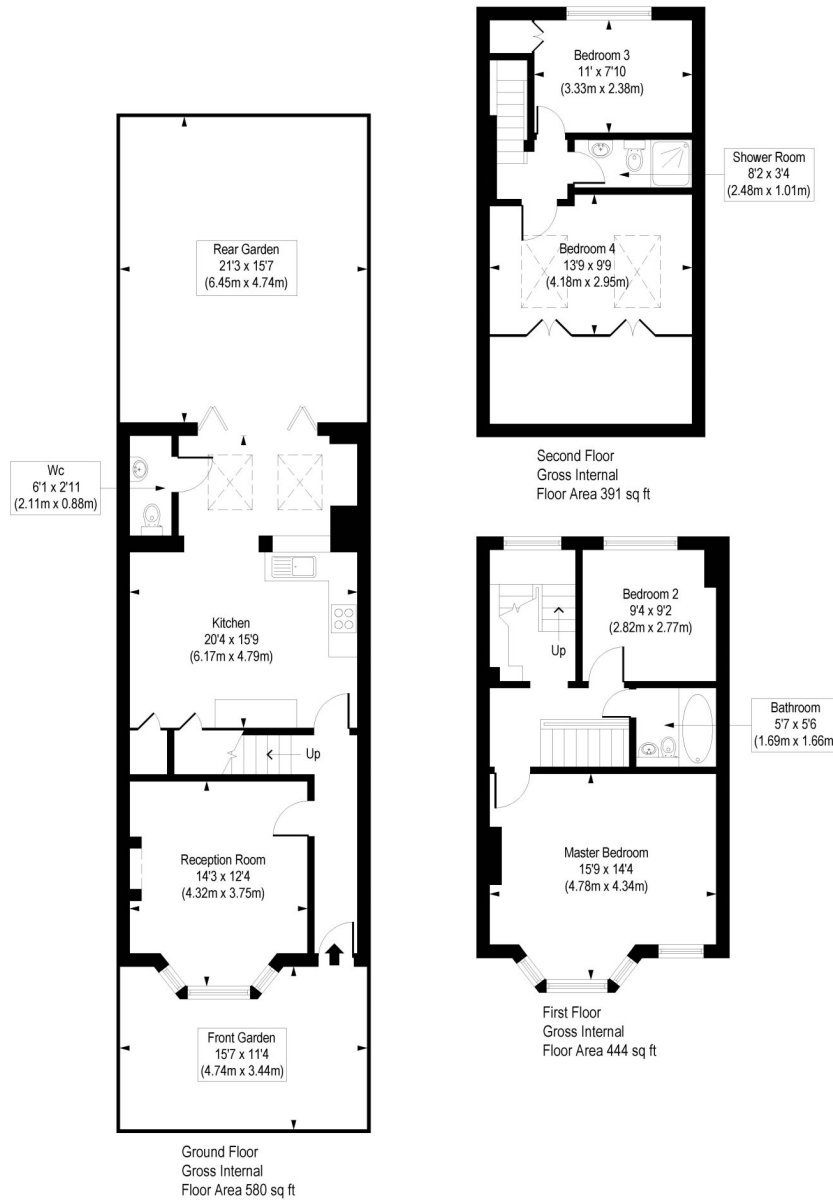 Rear Garden
21'3 x 15'7
(6.45m x 4.74m)
Wc
6'1 x 2'11
(2.11m x 0.88m)
Kitchen
20'4 x 15'9
(6.17m x 4.79m)
Up
Reception Room
14'3 x 12'4
(4.32m x 3.75m)
Front Garden
15'7 x 11'4
(4.74m x 3.44m)
Ground Floor
Gross Internal
Floor Area 580 sq ft
Bedroom 3
11' x 7'10
(3.33m x 2.38m)
Shower Room
8'2 x 3'4
(2.48m x 1.01m)
Bedroom 4
13'9 x 9'9
(4.18m x 2.95m)
Second Floor
Gross Internal
Floor Area 391 sq ft
Bedroom 2
9'4 x 9'2
(2.82m x 2.77m)
Up
Bathroom
5'7 x 5'6
(1.69m x 1.66m
Master Bedroom
15'9 x 14'4
(4.78m x 4.34m)
First Floor
Gross Internal
Floor Area 444 sq ft